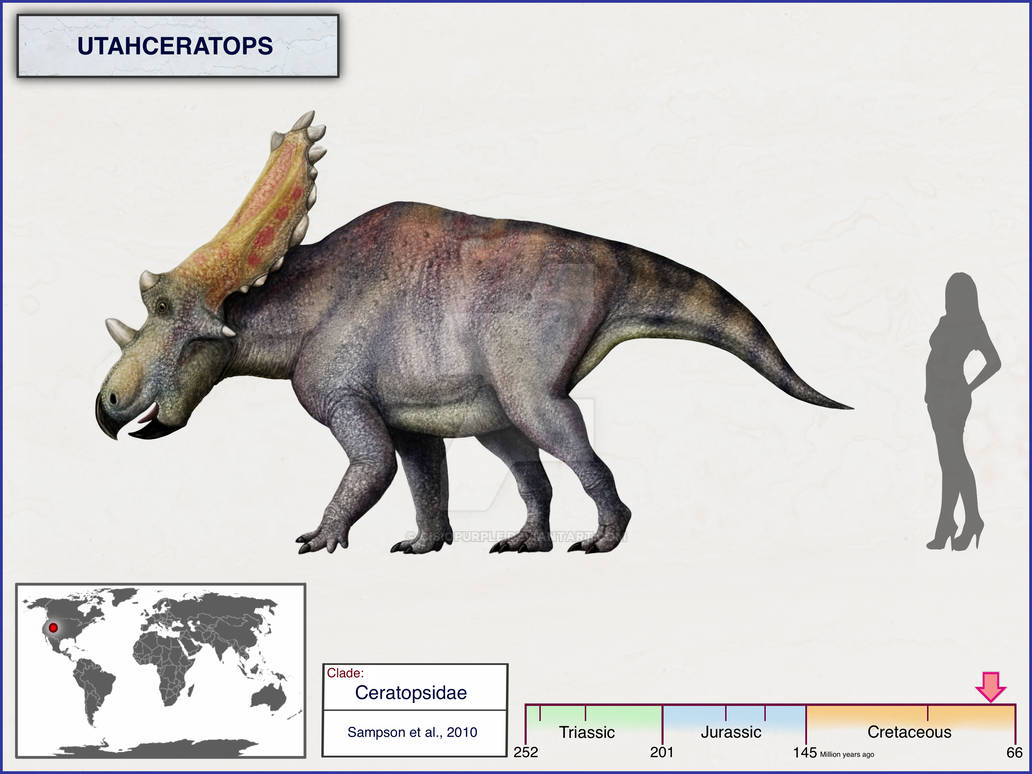 UTAHCERATOPS
Clade:
Ceratopsidae
Sampson et al., 2010
Triassic
Jurassic
Cretaceous
252
201
145 Million years ago
66